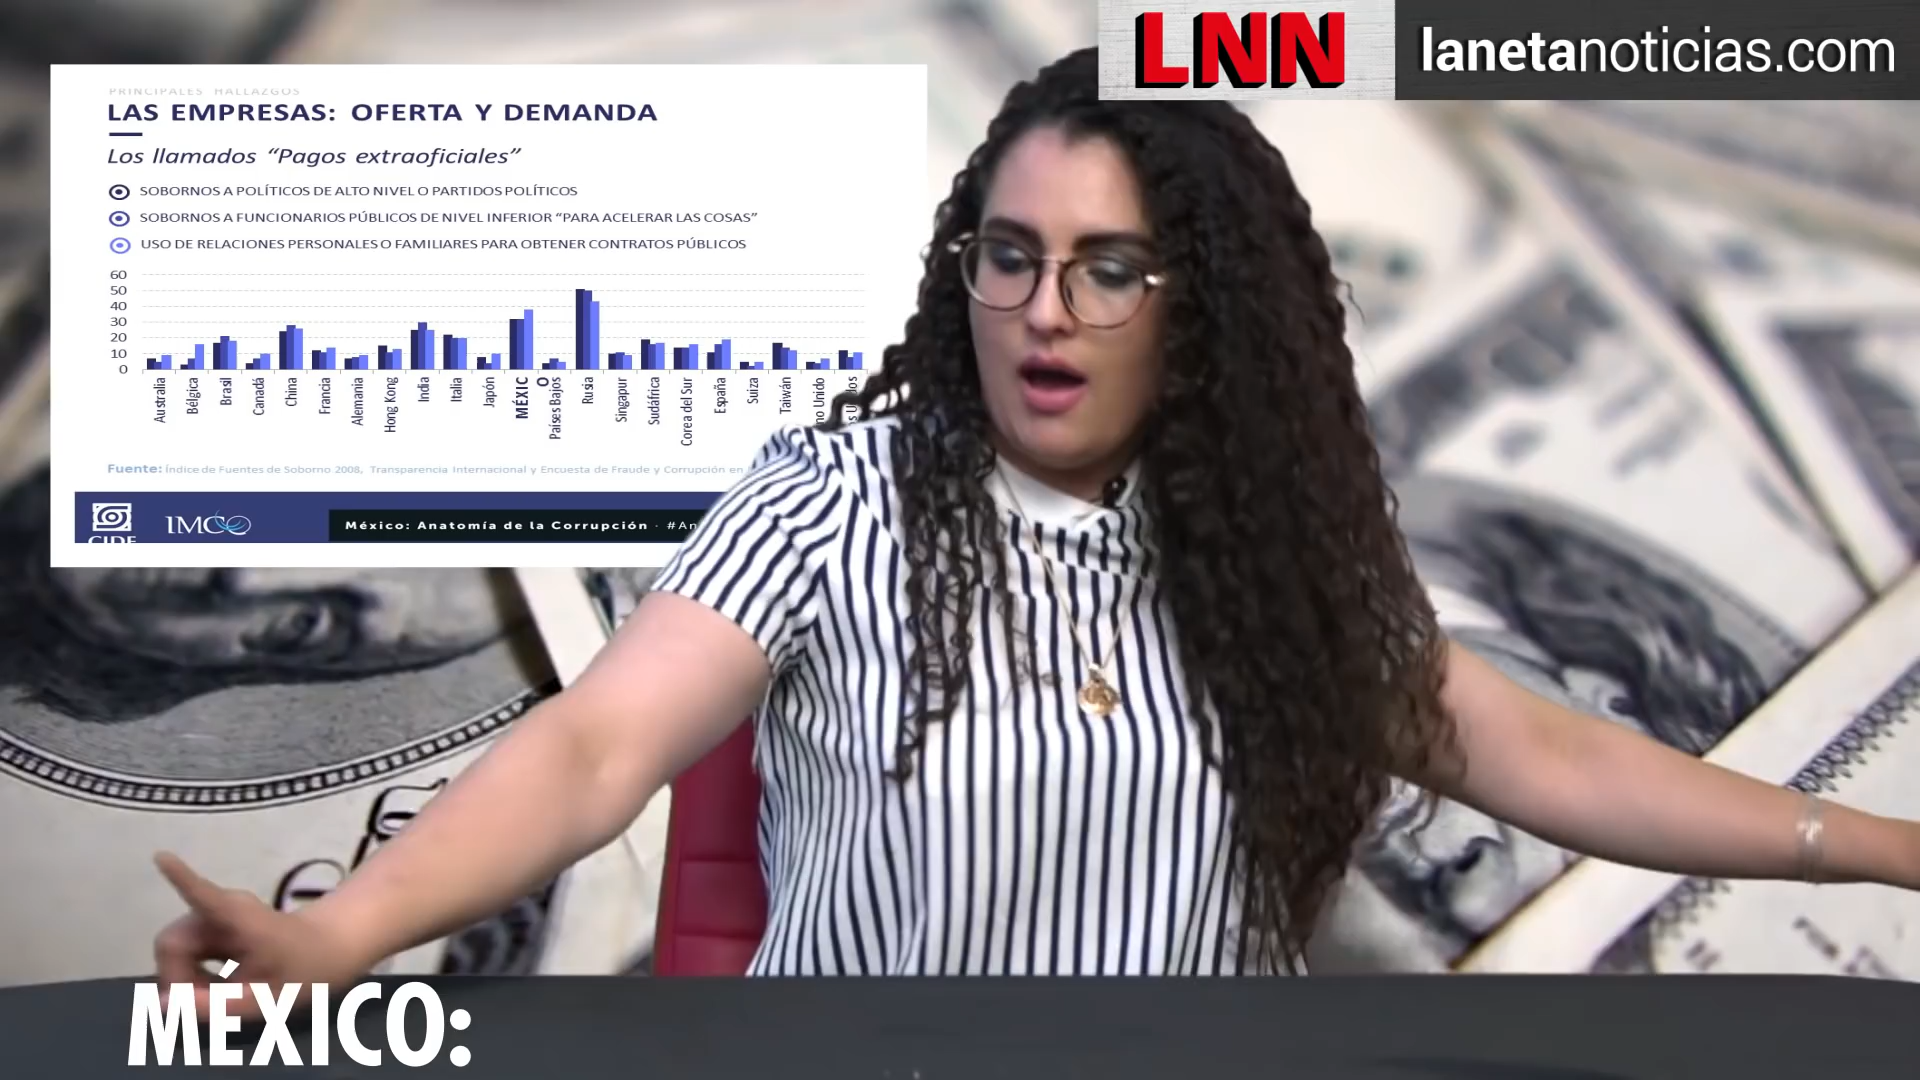 LNN
lanetanoticias.com
PRINCIPALES HALLAZGOS
LAS EMPRESAS: OFERTA Y DEMANDA
Los llamados “Pagos extraoficiales”
SOBORNOS A POLÍTICOS DE ALTO NIVEL O PARTIDOS POLÍTICOS
SOBORNOS A FUNCIONARIOS PÚBLICOS DE NIVEL INFERIOR “PARA ACELERAR LAS COSAS”
USO DE RELACIONES PERSONALES O FAMILIARES PARA OBTENER CONTRATOS PÚBLICOS
60
50
40
30
20
10
0
Australia
Bélgica
Brasil
Canadá
China
Francia
Alemania
Hong Kong
India
Italia
Japón
MÉXICO
Países Bajos
Rusia
Singapur
Sudáfrica
Corea del Sur
España
Suiza
Taiwán
Unido
Fuente: Índice de Fuentes de Soborno 2008, Transparencia Internacional y Encuesta de Fraude y Corrupción en
CIDE
IMCO
México: Anatomía de la Corrupción · #An
MÉXICO: